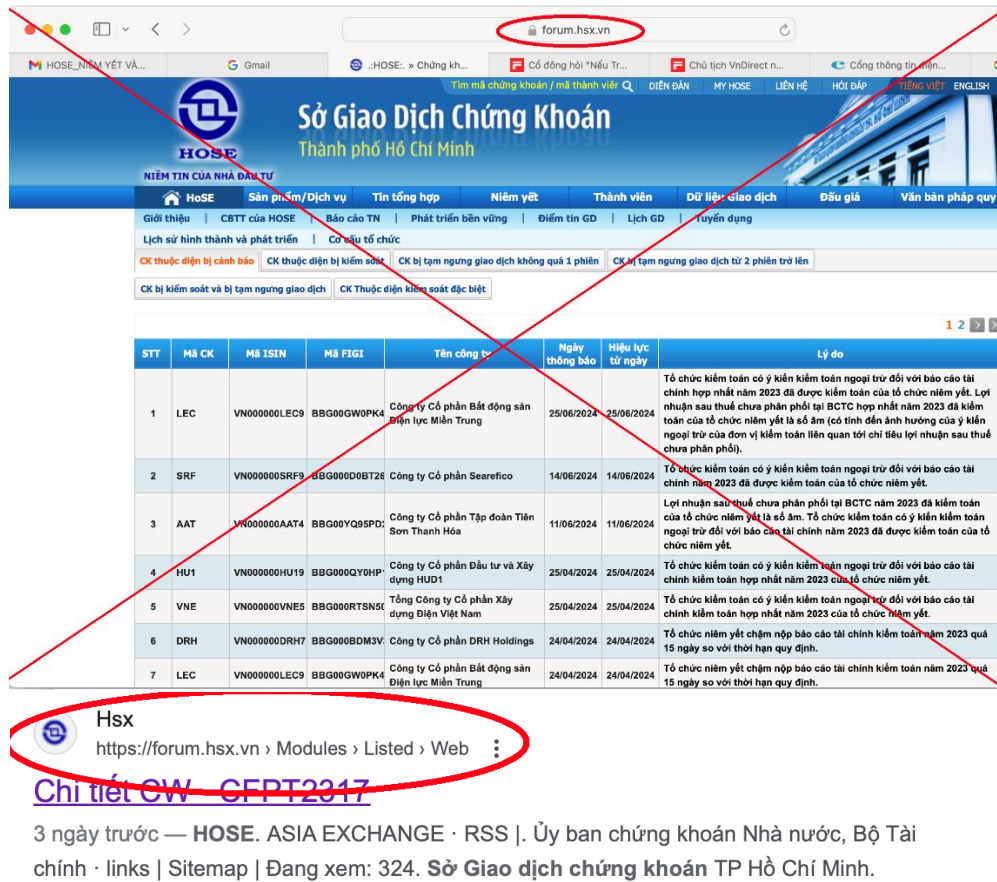 forum.hsx.vn
HOSE_NIÊM YẾT VÀ...
Gmail
.:HOSE:. » Chứng kh...
Cổ đông hỏi "Nếu Tr...
Chủ tịch VnDirect n...
Cổng thông tin điện...
Tìm mã chứng khoán / mã thành viên
DIỄN ĐÀN
MY HOSE
LIÊN HỆ
HỎI ĐÁP
TIẾNG VIỆT
ENGLISH
HOSE
NIỀM TIN CỦA NHÀ ĐẦU TƯ
Sở Giao Dịch Chứng Khoán
Thành phố Hồ Chí Minh
HoSE Sản phẩm/Dịch vụ Tin tổng hợp Niêm yết Thành viên Dữ liệu Giao dịch Đấu giá Văn bản pháp quy
Giới thiệu | CBTT của HOSE | Báo cáo TN | Phát triển bền vững | Điểm tin GD | Lịch GD | Tuyển dụng
Lịch sử hình thành và phát triển | Cơ cấu tổ chức
CK thuộc diện bị cảnh báo CK thuộc diện bị kiểm soát CK bị tạm ngưng giao dịch không quá 1 phiên CK bị tạm ngưng giao dịch từ 2 phiên trở lên
CK bị kiểm soát và bị tạm ngưng giao dịch CK Thuộc diện kiểm soát đặc biệt
1 2
STT Mã CK Mã ISIN Mã FIGI Tên công ty Ngày thông báo Hiệu lực từ ngày Lý do
1 LEC VN000000LEC9 BBG00GW0PK4 Công ty Cổ phần Bất động sản Điện lực Miền Trung 25/06/2024 25/06/2024
Tổ chức kiểm toán có ý kiến kiểm toán ngoại trừ đối với báo cáo tài
chính hợp nhất năm 2023 đã được kiểm toán của tổ chức niêm yết. Lợi
nhuận sau thuế chưa phân phối tại BCTC hợp nhất năm 2023 đã kiểm
toán của tổ chức niêm yết là số âm (có tính đến ảnh hưởng của ý kiến
ngoại trừ của đơn vị kiểm toán liên quan tới chỉ tiêu lợi nhuận sau thuế
chưa phân phối).
2 SRF VN000000SRF9 BBG000D0BT26 Công ty Cổ phần Searefico 14/06/2024 14/06/2024
Tổ chức kiểm toán có ý kiến kiểm toán ngoại trừ đối với báo cáo tài
chính năm 2023 đã được kiểm toán của tổ chức niêm yết.
3 AAT VN000000AAT4 BBG00YQ95PD Công ty Cổ phần Tập đoàn Tiên Sơn Thanh Hóa 11/06/2024 11/06/2024
Lợi nhuận sau thuế chưa phân phối tại BCTC năm 2023 đã kiểm toán
của tổ chức niêm yết là số âm. Tổ chức kiểm toán có ý kiến kiểm toán
ngoại trừ đối với báo cáo tài chính năm 2023 đã được kiểm toán của tổ
chức niêm yết.
4 HU1 VN000000HU19 BBG000QY0HP Công ty Cổ phần Đầu tư và Xây dựng HUD1 25/04/2024 25/04/2024
Tổ chức kiểm toán có ý kiến kiểm toán ngoại trừ đối với báo cáo tài
chính kiểm toán hợp nhất năm 2023 của tổ chức niêm yết.
5 VNE VN000000VNE5 BBG000RTSN5 Tổng Công ty Cổ phần Xây dựng Điện Việt Nam 25/04/2024 25/04/2024
Tổ chức kiểm toán có ý kiến kiểm toán ngoại trừ đối với báo cáo tài
chính kiểm toán hợp nhất năm 2023 của tổ chức niêm yết.
6 DRH VN000000DRH7 BBG000BDM3V Công ty Cổ phần DRH Holdings 24/04/2024 24/04/2024
Tổ chức niêm yết chậm nộp báo cáo tài chính kiểm toán năm 2023 quá
15 ngày so với thời hạn quy định.
7 LEC VN000000LEC9 BBG00GW0PK4 Công ty Cổ phần Bất động sản Điện lực Miền Trung 24/04/2024 24/04/2024
Tổ chức niêm yết chậm nộp báo cáo tài chính kiểm toán năm 2023 quá
15 ngày so với thời hạn quy định.
Hsx
https://forum.hsx.vn › Modules › Listed › Web
Chi tiết CW - CFPT2317
3 ngày trước — HOSE. ASIA EXCHANGE · RSS |. Ủy ban chứng khoán Nhà nước, Bộ Tài
chính · links | Sitemap | Đang xem: 324. Sở Giao dịch chứng khoán TP Hồ Chí Minh.